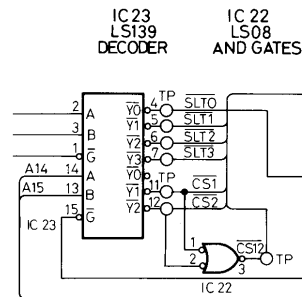 IC 23 IC 22
LS139 LS08
DECODER AND GATES
TP
2 A Y0 4 SLT0
3 B Y1 5 SLT1
1 G Y2 6 SLT2
Y3 7 SLT3
A14 14 A Y0 TP
A15 13 B Y1 11 CS1
15 G Y2 12 CS2
IC 23
1
2 3 CS12 TP
IC 22